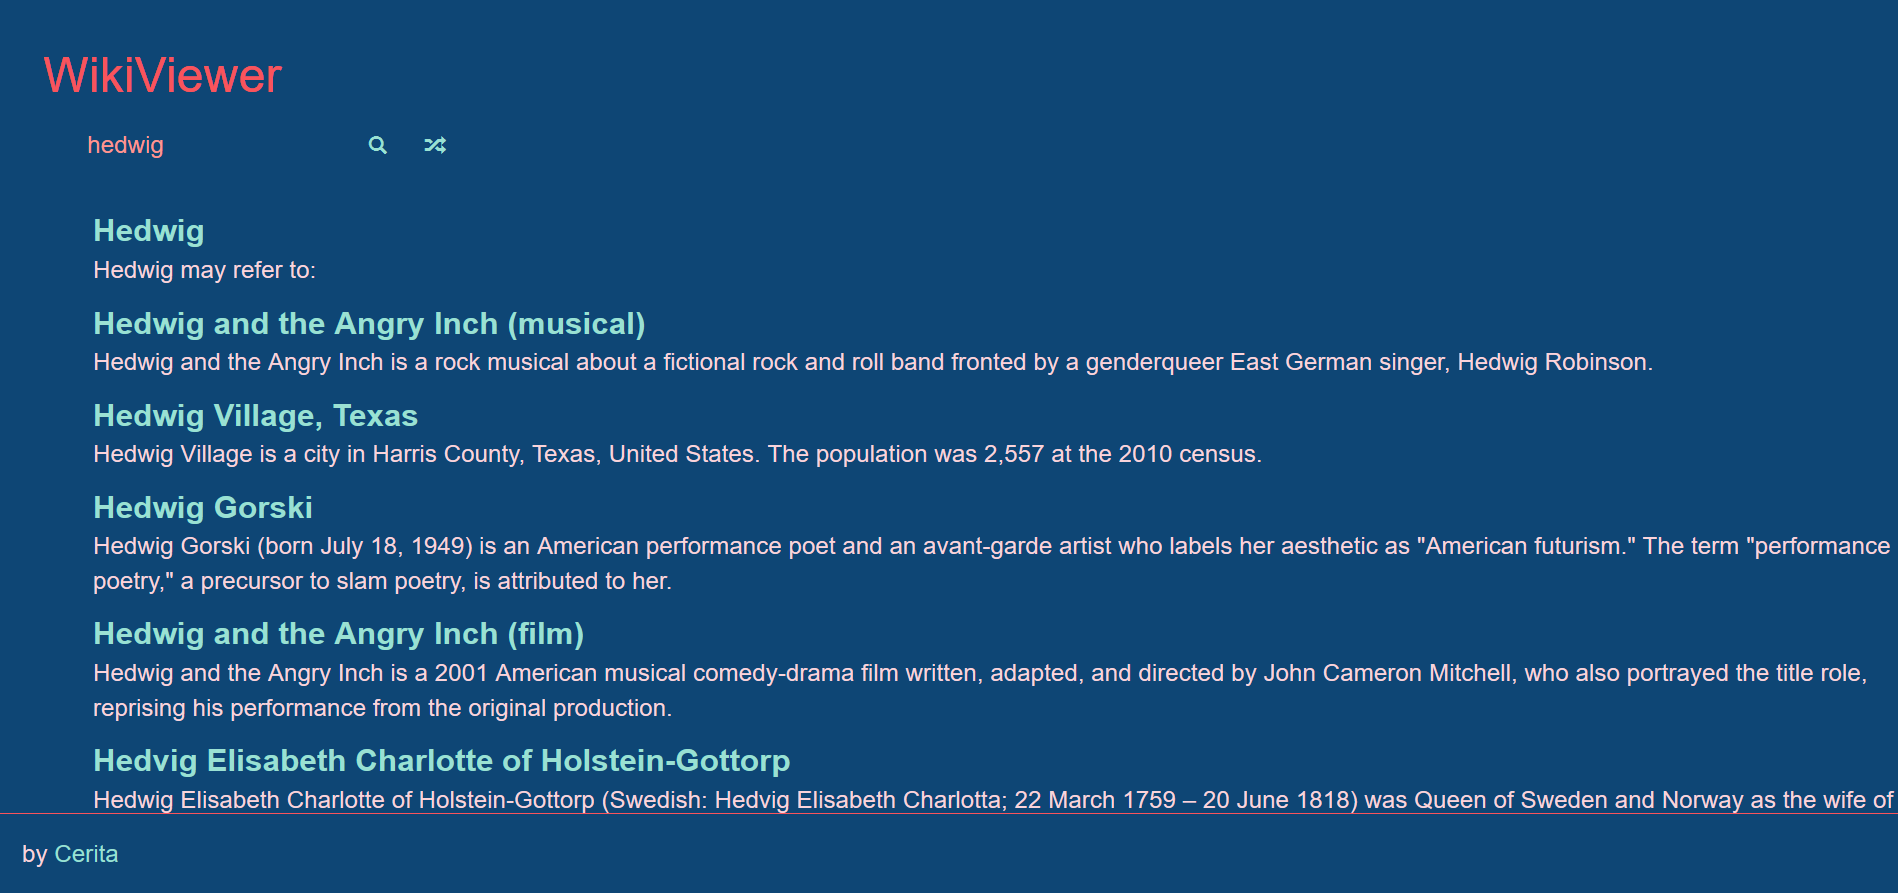 WikiViewer
hedwig
Hedwig
Hedwig may refer to:
Hedwig and the Angry Inch (musical)
Hedwig and the Angry Inch is a rock musical about a fictional rock and roll band fronted by a genderqueer East German singer, Hedwig Robinson.
Hedwig Village, Texas
Hedwig Village is a city in Harris County, Texas, United States. The population was 2,557 at the 2010 census.
Hedwig Gorski
Hedwig Gorski (born July 18, 1949) is an American performance poet and an avant-garde artist who labels her aesthetic as "American futurism." The term "performance
poetry," a precursor to slam poetry, is attributed to her.
Hedwig and the Angry Inch (film)
Hedwig and the Angry Inch is a 2001 American musical comedy-drama film written, adapted, and directed by John Cameron Mitchell, who also portrayed the title role,
reprising his performance from the original production.
Hedvig Elisabeth Charlotte of Holstein-Gottorp
Hedwig Elisabeth Charlotte of Holstein-Gottorp (Swedish: Hedvig Elisabeth Charlotta; 22 March 1759 – 20 June 1818) was Queen of Sweden and Norway as the wife of
by Cerita